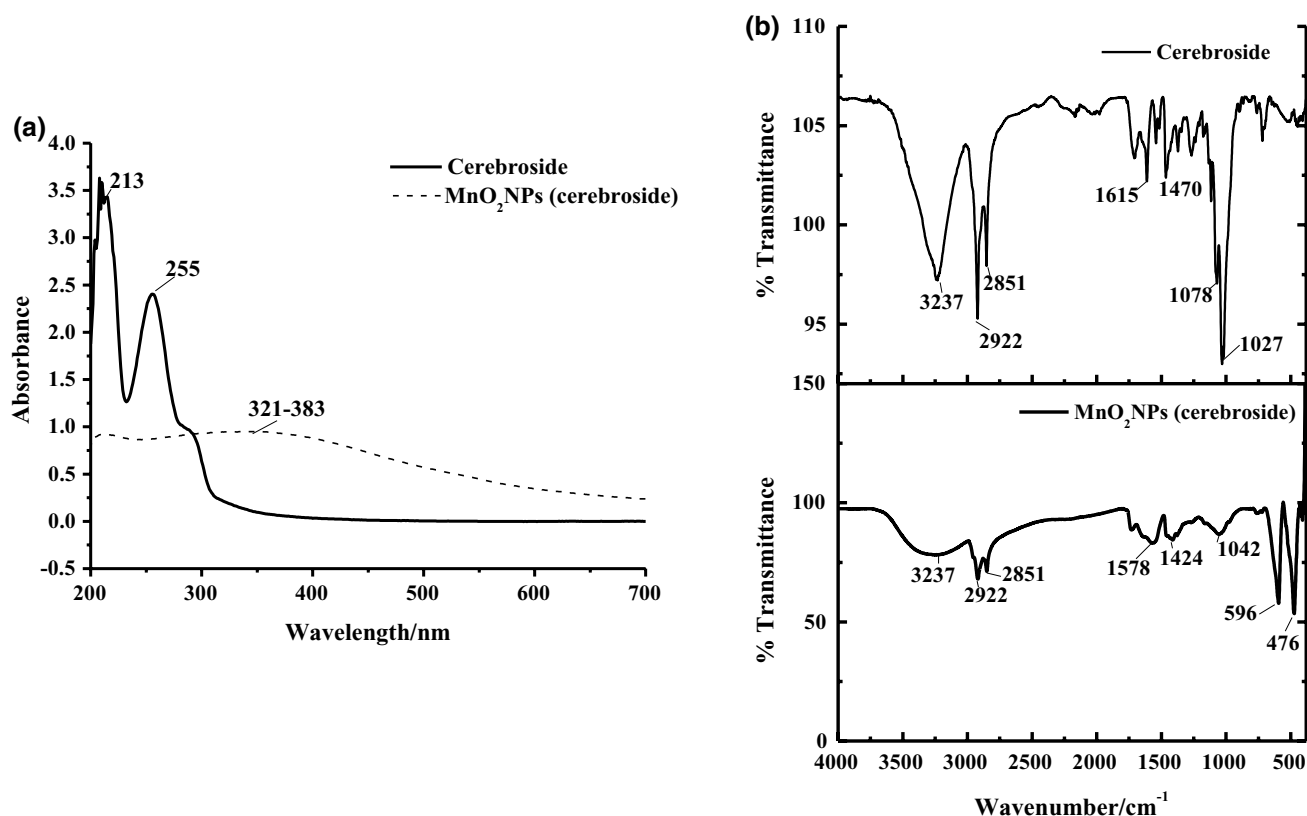 (a)
4.0
3.5
3.0
2.5
2.0
1.5
1.0
0.5
0.0
-0.5
Absorbance
213
255
321-383
Cerebroside
MnO₂NPs (cerebroside)
200 300 400 500 600 700
Wavelength/nm
(b)
110
105
100
95
% Transmittance
Cerebroside
3237
2922
2851
1615
1470
1078
1027
150
100
50
0
% Transmittance
MnO₂NPs (cerebroside)
3237
2922
2851
1578
1424
1042
596
476
4000 3500 3000 2500 2000 1500 1000 500
Wavenumber/cm⁻¹